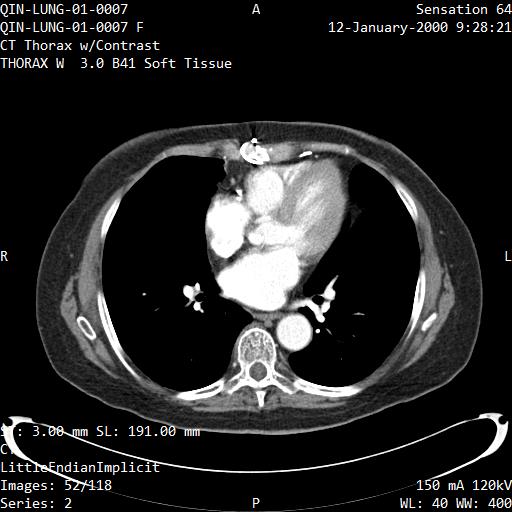 QIN-LUNG-01-0007
A
Sensation 64
QIN-LUNG-01-0007 F
12-January-2000 9:28:21
CT Thorax w/Contrast
THORAX W 3.0 B41 Soft Tissue
R
L
3.00 mm SL: 191.00 mm
LittleEndianImplicit
Images: 52/118
150 mA 120kV
Series: 2
P
WL: 40 WW: 400